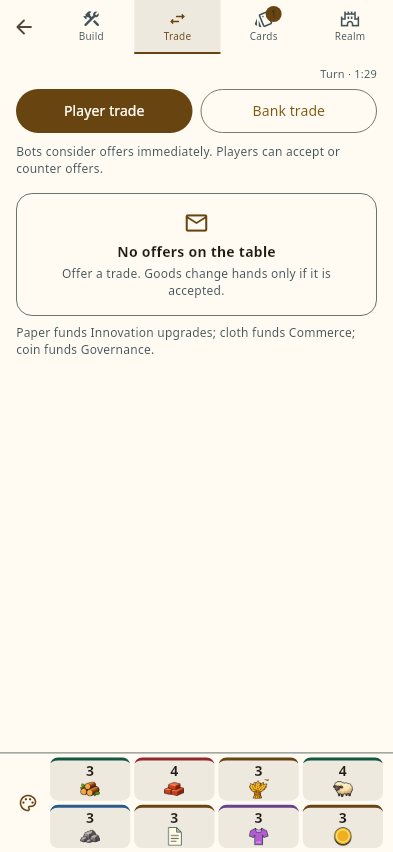 Build
Trade
Cards
Realm
Turn · 1:29
Player trade
Bank trade
Bots consider offers immediately. Players can accept or
counter offers.
No offers on the table
Offer a trade. Goods change hands only if it is
accepted.
Paper funds Innovation upgrades; cloth funds Commerce;
coin funds Governance.
3
4
3
4
3
3
3
3